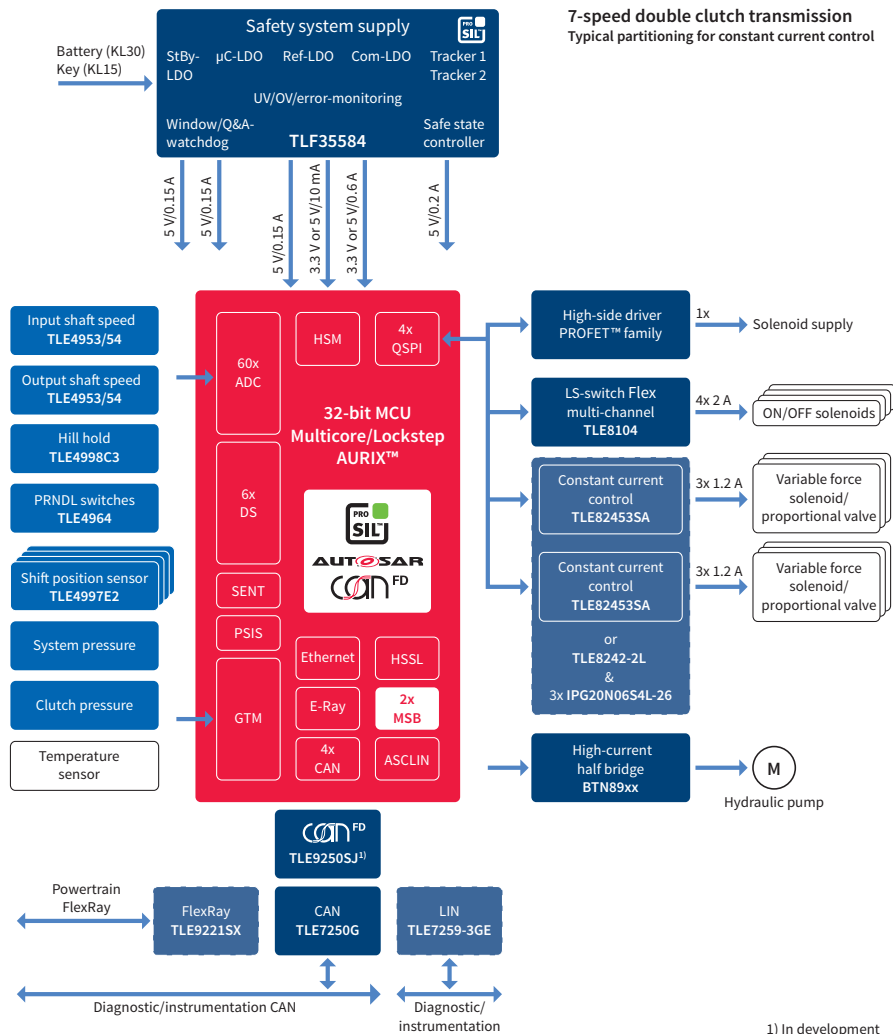 7-speed double clutch transmission
Typical partitioning for constant current control
Safety system supply
PRO
SIL™
Battery (KL30)
Key (KL15)
StBy-
LDO
µC-LDO
Ref-LDO
Com-LDO
Tracker 1
Tracker 2
UV/OV/error-monitoring
Window/Q&A-
watchdog
TLF35584
Safe state
controller
5 V/0.15 A
5 V/0.15 A
5 V/0.15 A
3.3 V or 5 V/10 mA
3.3 V or 5 V/0.6 A
5 V/0.2 A
Input shaft speed
TLE4953/54
Output shaft speed
TLE4953/54
Hill hold
TLE4998C3
PRNDL switches
TLE4964
Shift position sensor
TLE4997E2
System pressure
Clutch pressure
Temperature
sensor
60x
ADC
HSM
4x
QSPI
32-bit MCU
Multicore/Lockstep
AURIX™
6x
DS
PRO
SIL™
AUTOSAR
CAN FD
SENT
PSIS
GTM
Ethernet
HSSL
E-Ray
2x
MSB
4x
CAN
ASCLIN
High-side driver
PROFET™ family
1x
Solenoid supply
LS-switch Flex
multi-channel
TLE8104
4x 2 A
ON/OFF solenoids
Constant current
control
TLE82453SA
3x 1.2 A
Variable force
solenoid/
proportional valve
Constant current
control
TLE82453SA
3x 1.2 A
Variable force
solenoid/
proportional valve
or
TLE8242-2L
&
3x IPG20N06S4L-26
High-current
half bridge
BTN89xx
M
Hydraulic pump
CAN FD
TLE9250SJ1)
Powertrain
FlexRay
FlexRay
TLE9221SX
CAN
TLE7250G
LIN
TLE7259-3GE
Diagnostic/instrumentation CAN
Diagnostic/
instrumentation
1) In development